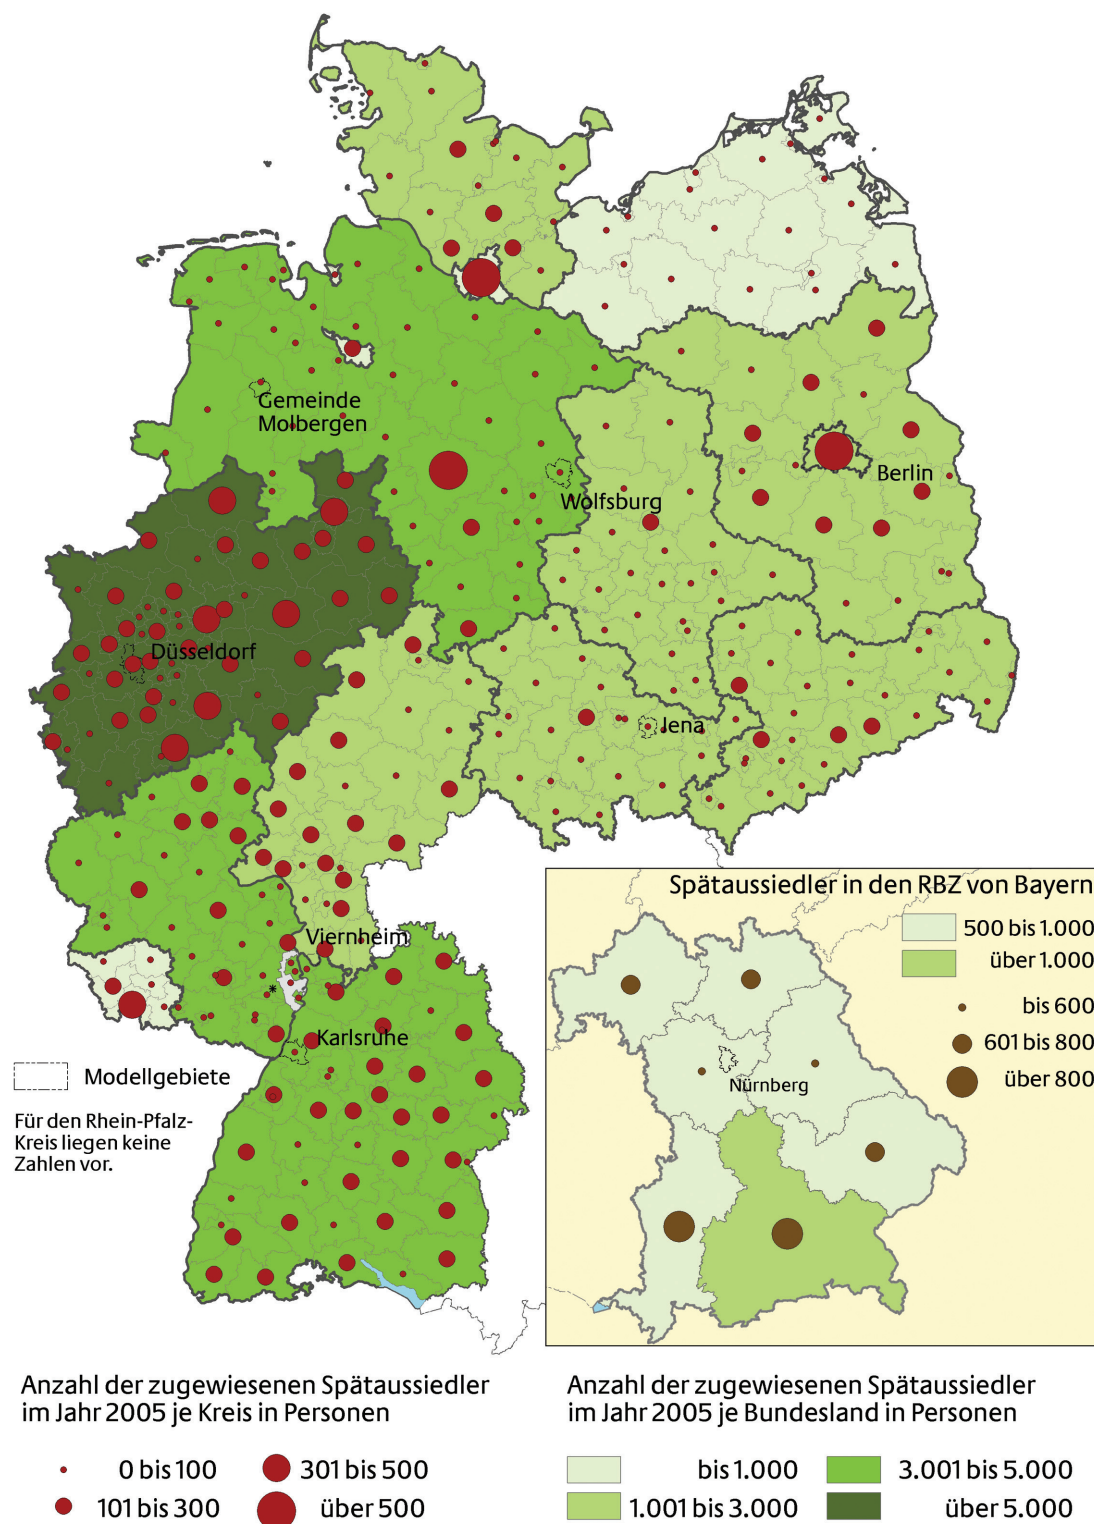 Gemeinde
Molbergen
Wolfsburg
Berlin
Düsseldorf
Jena
Viernheim
Karlsruhe
Modellgebiete
Für den Rhein-Pfalz-
Kreis liegen keine
Zahlen vor.
*
Spätaussiedler in den RBZ von Bayern
500 bis 1.000
über 1.000
bis 600
601 bis 800
über 800
Nürnberg
Anzahl der zugewiesenen Spätaussiedler
im Jahr 2005 je Kreis in Personen
0 bis 100
301 bis 500
101 bis 300
über 500
Anzahl der zugewiesenen Spätaussiedler
im Jahr 2005 je Bundesland in Personen
bis 1.000
3.001 bis 5.000
1.001 bis 3.000
über 5.000